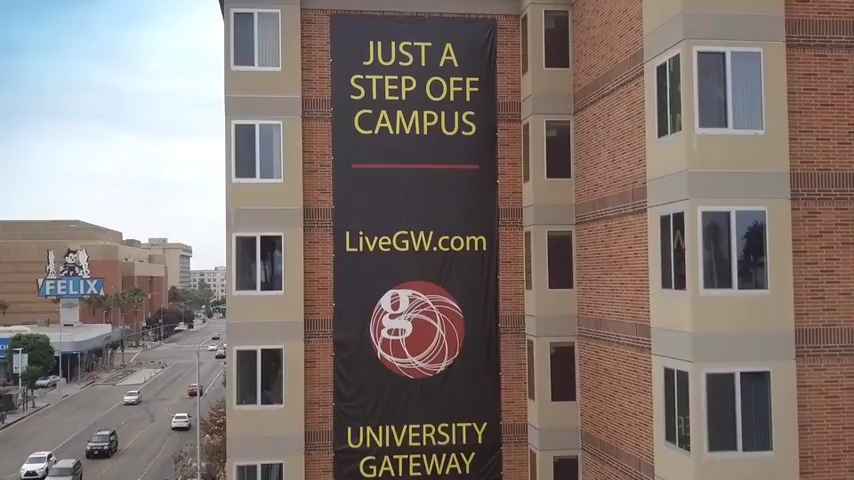 JUST A
STEP OFF
CAMPUS
LiveGW.com
g
UNIVERSITY
GATEWAY
FELIX